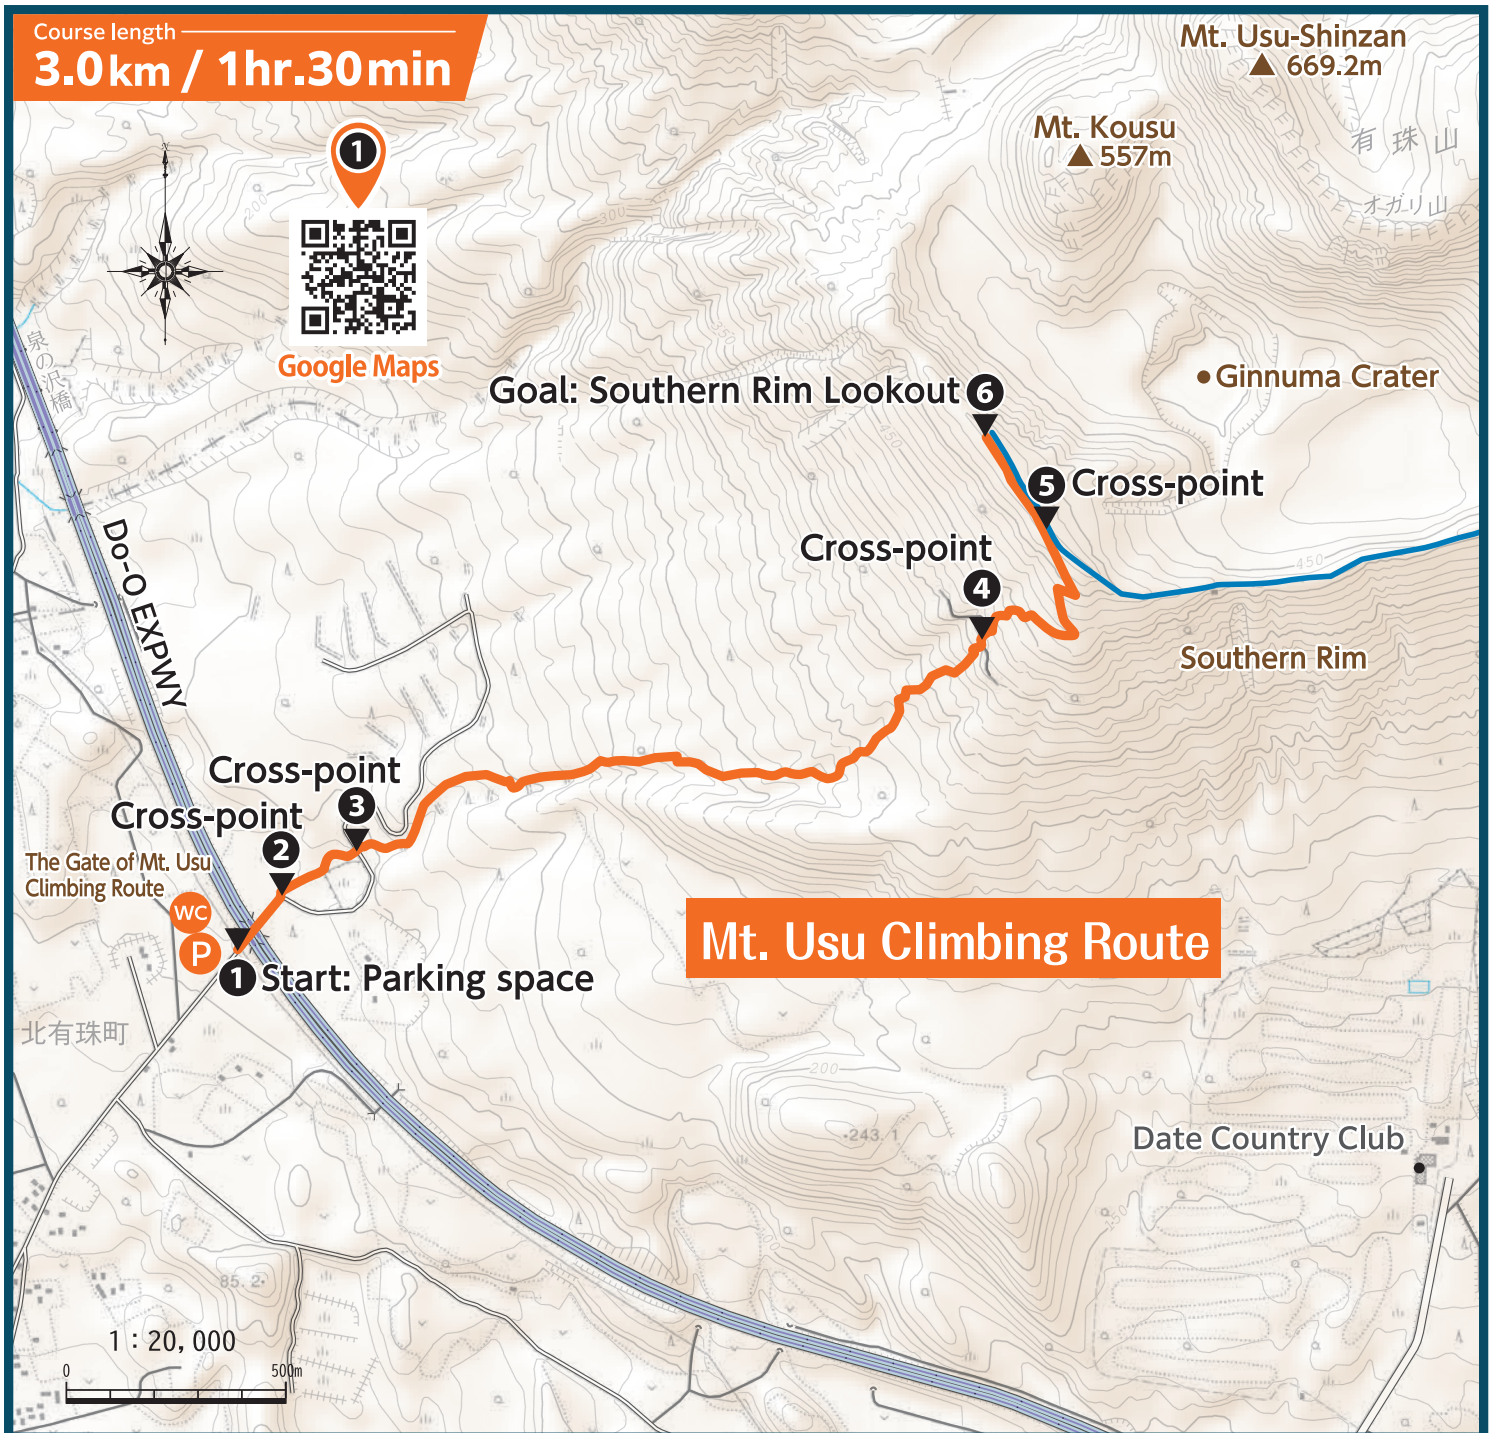 Course length
3.0km / 1hr.30min
Mt. Usu-Shinzan
▲ 669.2m
Mt. Kousu
▲ 557m
有珠山
オガリ山
1
Google Maps
200
300
350
泉の沢橋
Goal: Southern Rim Lookout 6
Ginnuma Crater
450
5 Cross-point
Do-O EXPWY
Cross-point
4
450
Southern Rim
Cross-point
3
Cross-point
2
The Gate of Mt. Usu
Climbing Route
WC
P
Mt. Usu Climbing Route
1 Start: Parking space
北有珠町
200
243.1
Date Country Club
85.2
1:20,000
0 500m